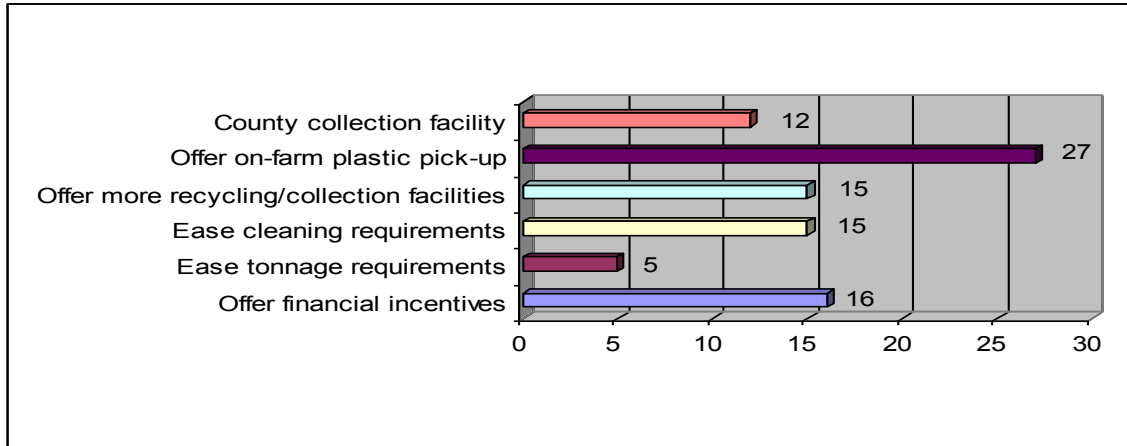 County collection facility 12
Offer on-farm plastic pick-up 27
Offer more recycling/collection facilities 15
Ease cleaning requirements 15
Ease tonnage requirements 5
Offer financial incentives 16
0 5 10 15 20 25 30